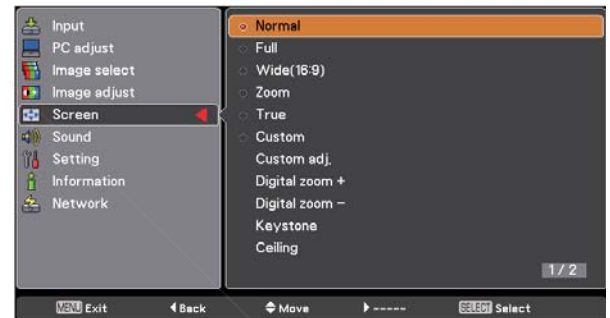 Input
PC adjust
Image select
Image adjust
Screen
Sound
Setting
Information
Network
Normal
Full
Wide(16:9)
Zoom
True
Custom
Custom adj.
Digital zoom +
Digital zoom –
Keystone
Ceiling
1/2
MENU Exit
Back
Move
-----
SELECT Select